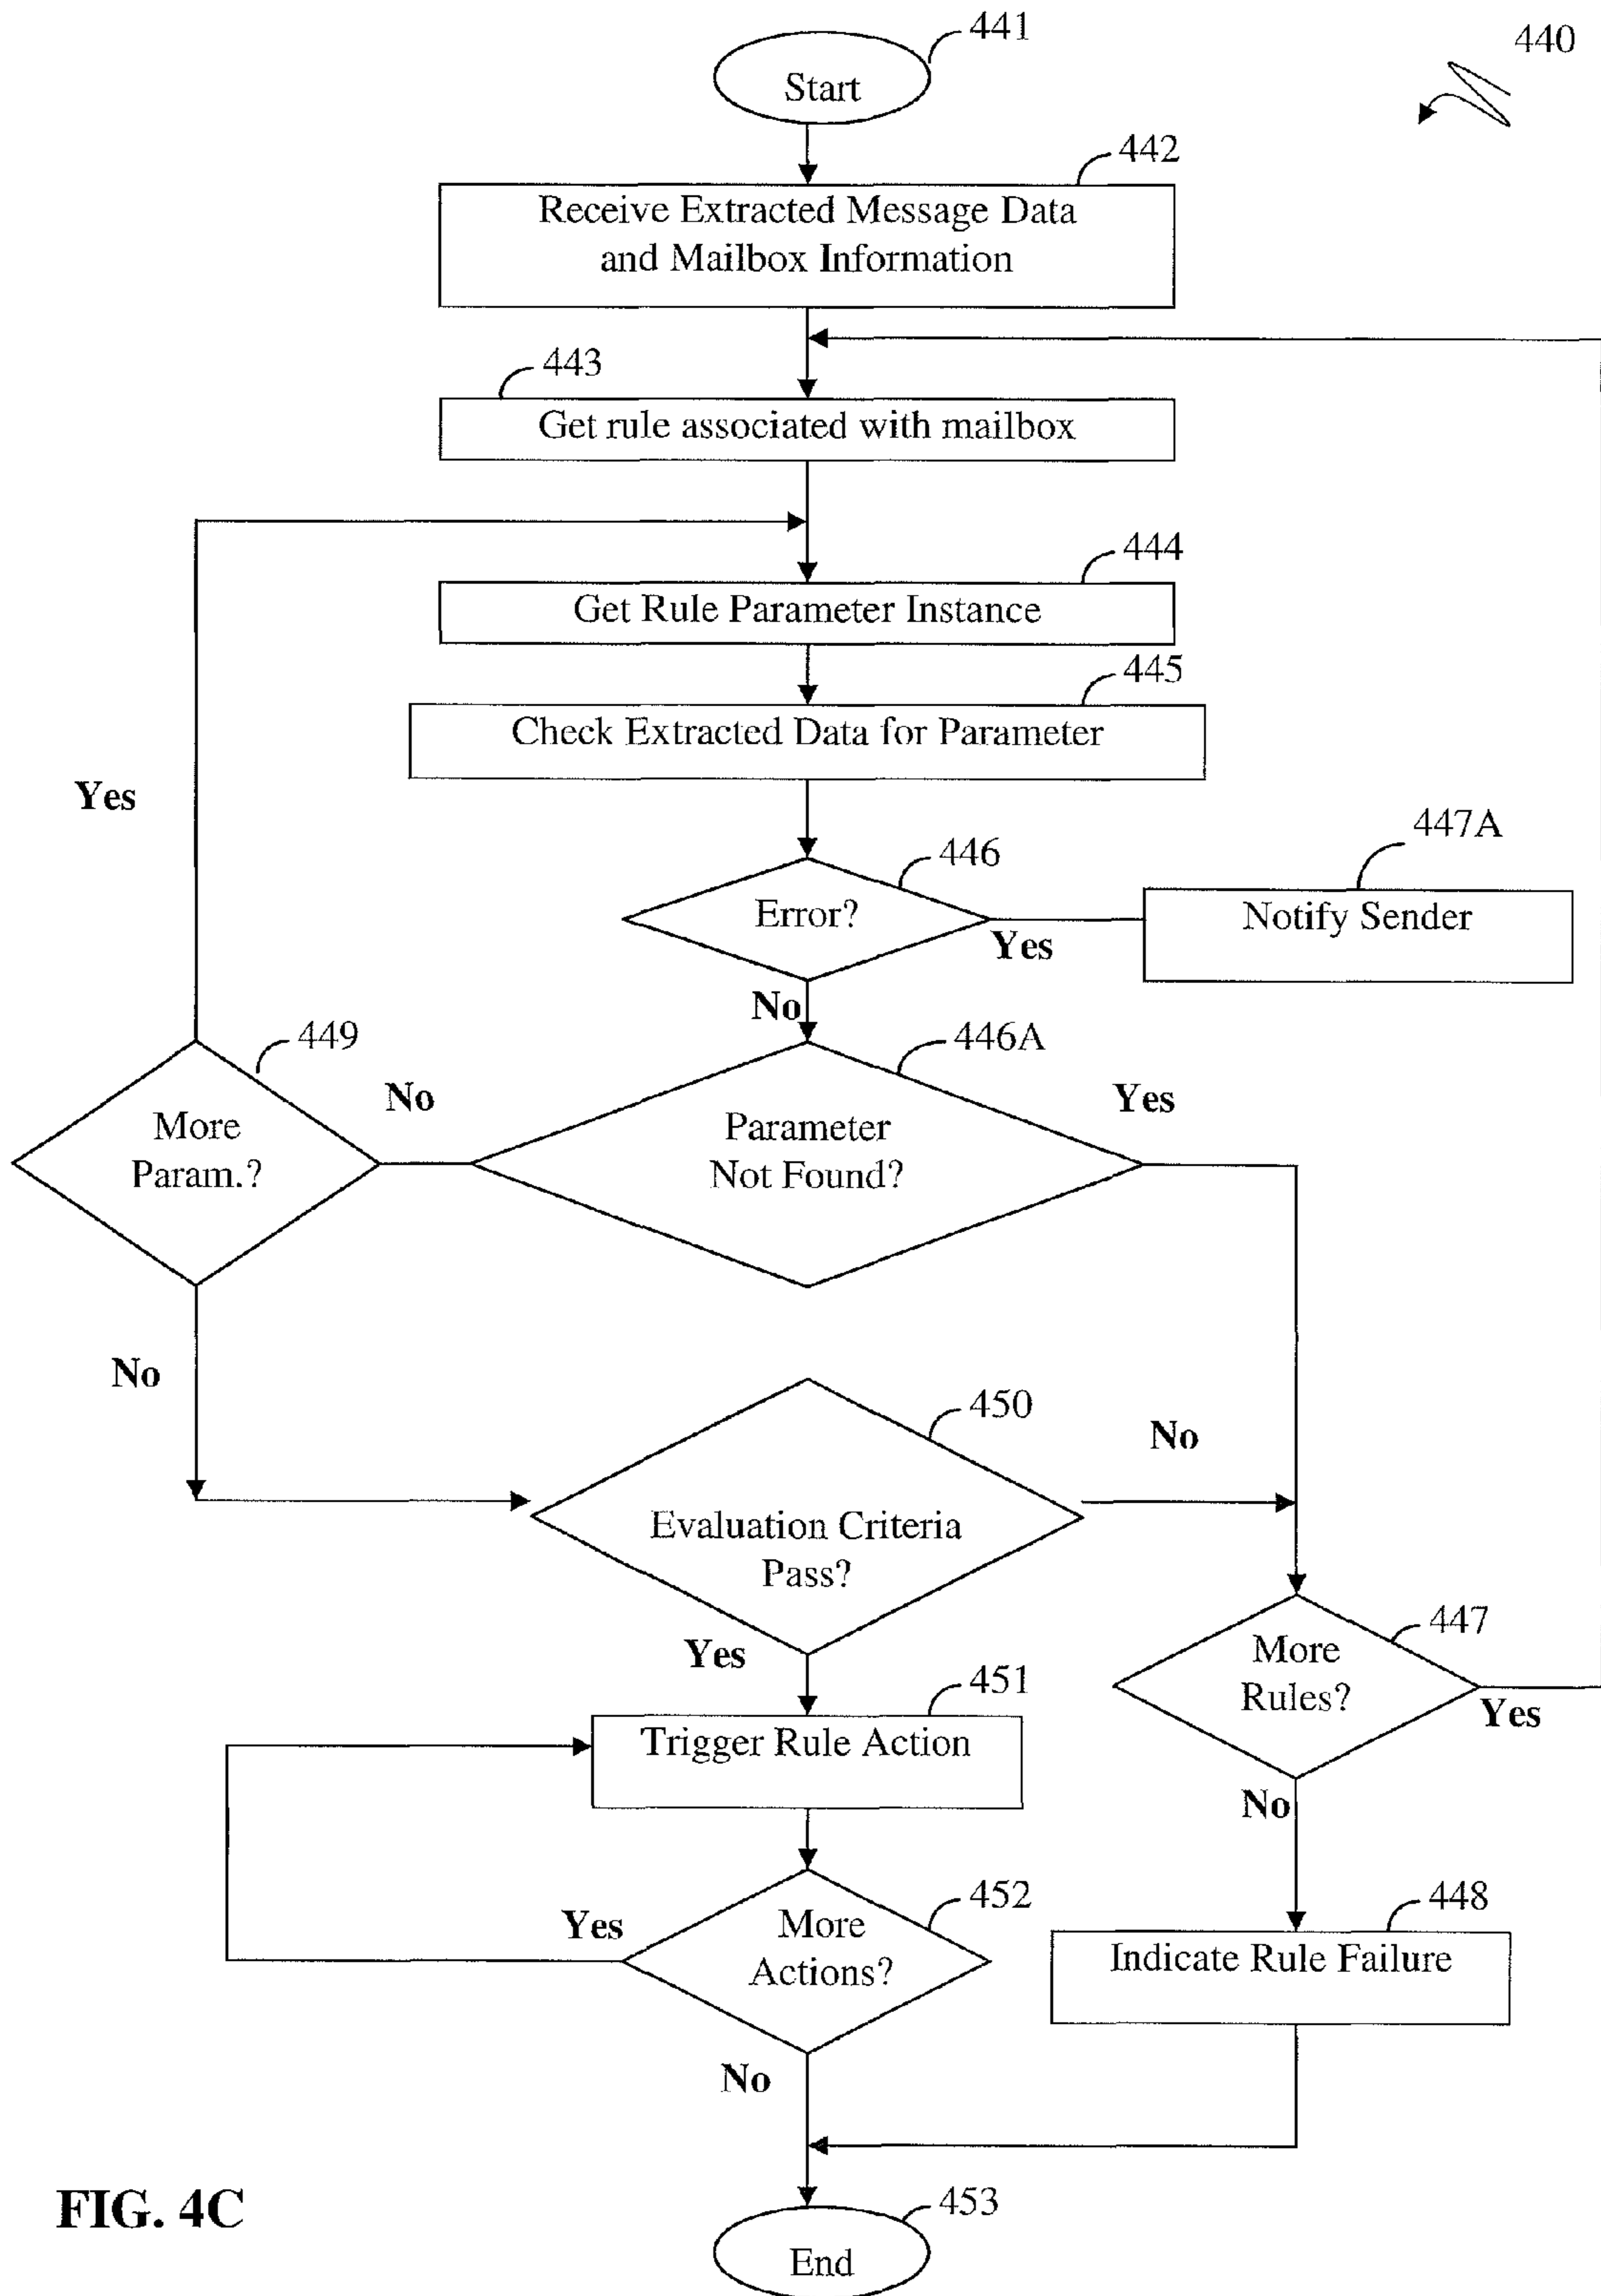 441
440
Start
442
Receive Extracted Message Data
and Mailbox Information
443
Get rule associated with mailbox
444
Get Rule Parameter Instance
445
Check Extracted Data for Parameter
Yes
447A
446
Error?
Notify Sender
Yes
No
449
446A
No
Yes
More
Param.?
Parameter
Not Found?
No
450
No
Evaluation Criteria
Pass?
447
More
Rules?
Yes
Yes
451
Trigger Rule Action
No
452
448
Yes
More
Actions?
Indicate Rule Failure
No
453
FIG. 4C
End